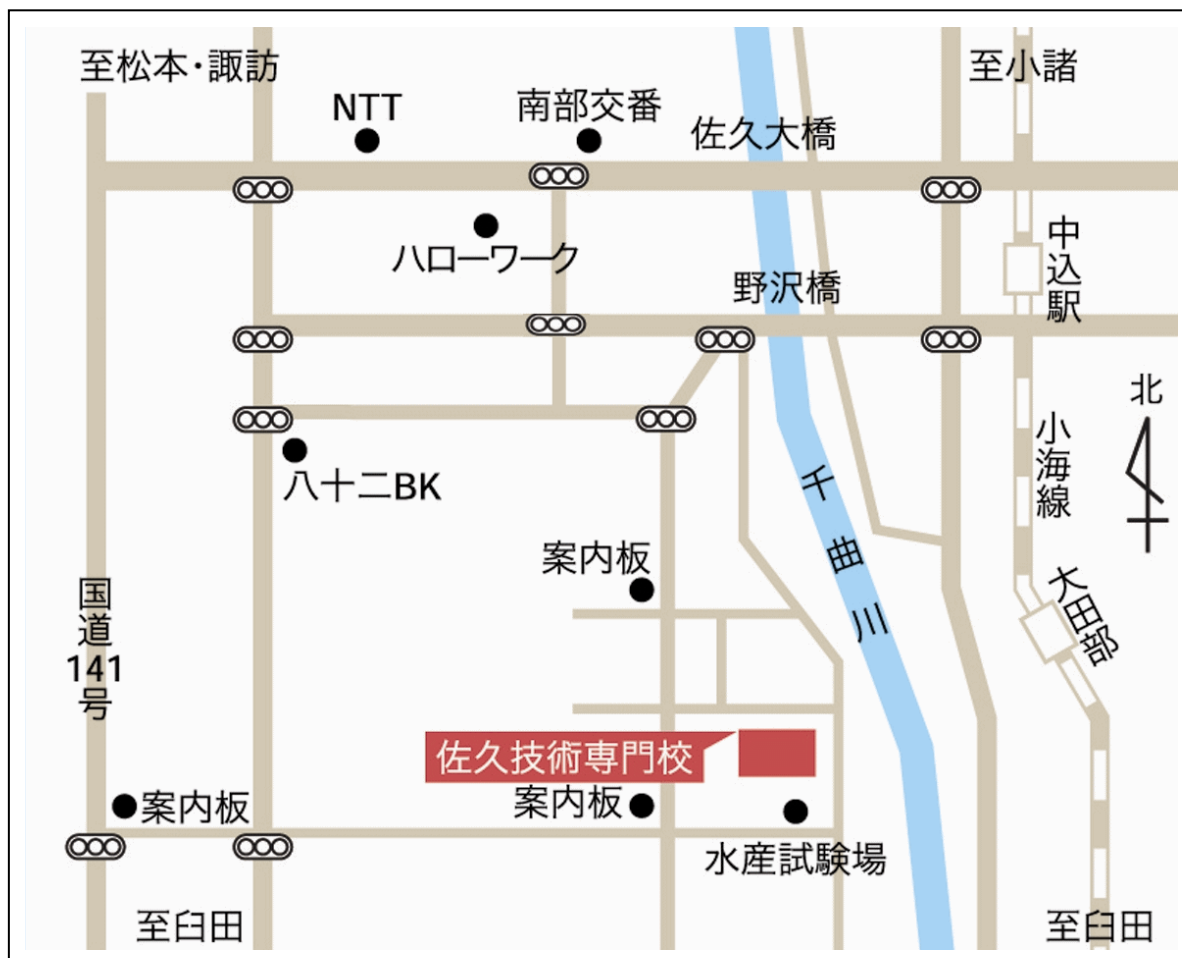 至松本・諏訪
至小諸
NTT
南部交番
佐久大橋
ハローワーク
中込駅
野沢橋
北
小海線
八十二BK
千曲川
案内板
大田部
国道
141
号
佐久技術専門校
案内板
案内板
水産試験場
至臼田
至臼田